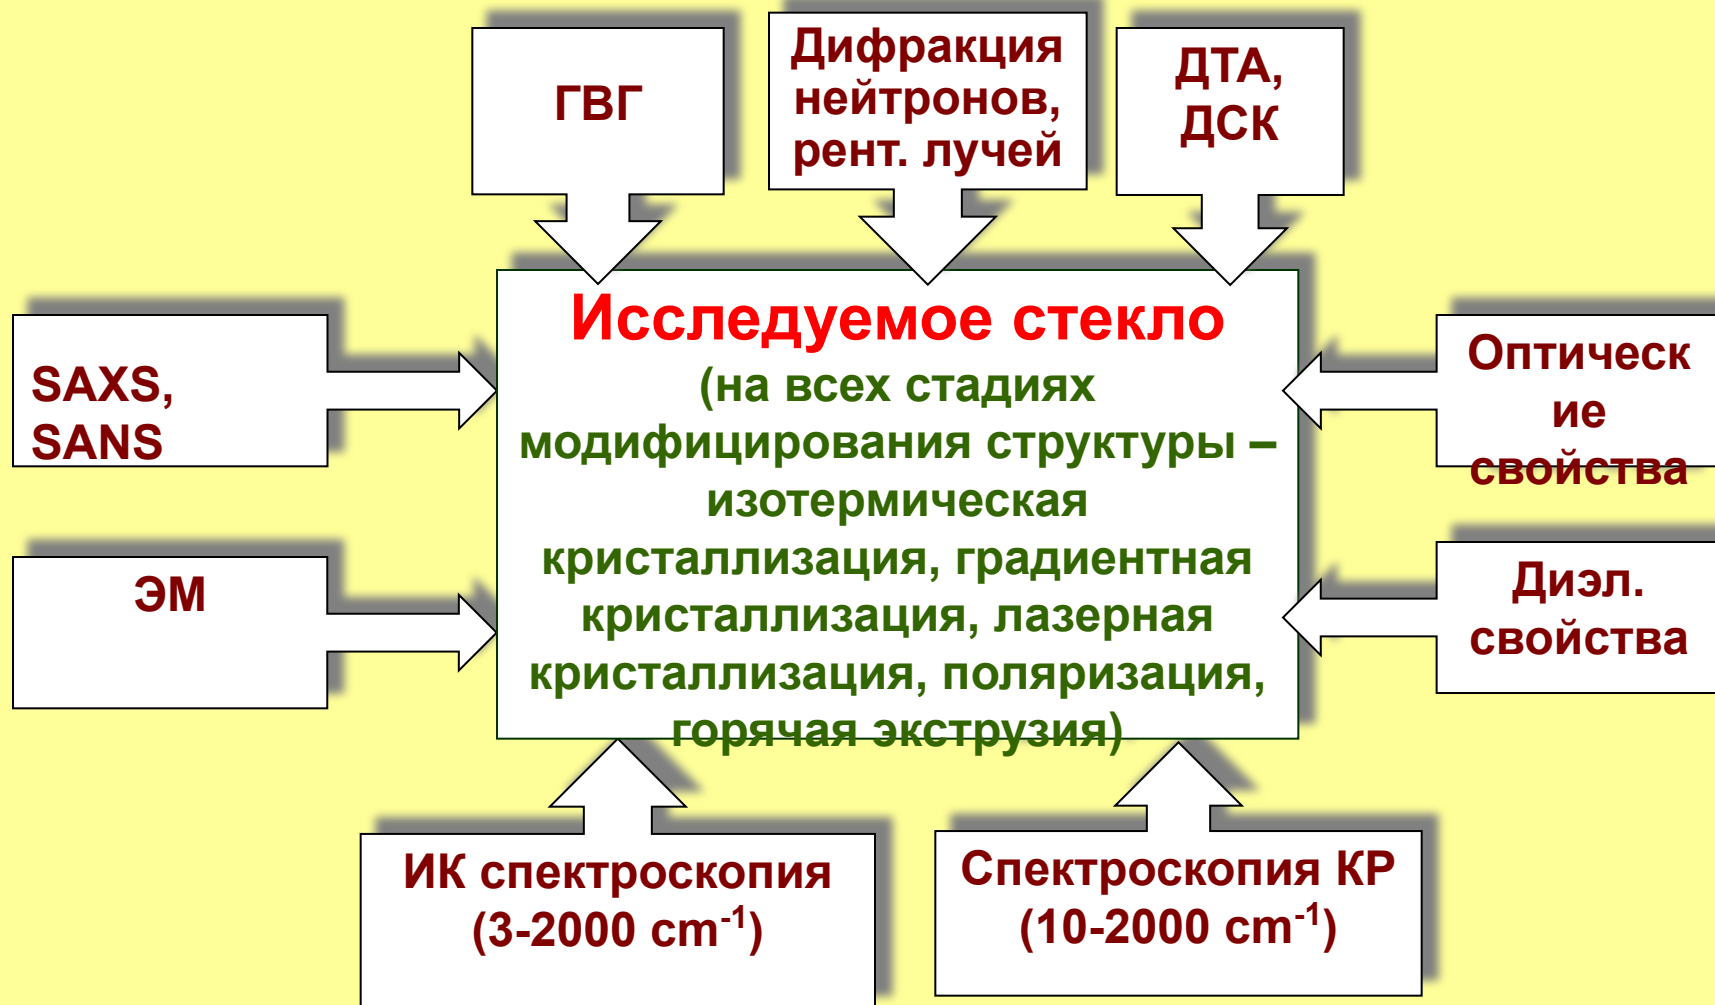 ГВГ
Дифракция
нейтронов,
рент. лучей
ДТА,
ДСК
SAXS,
SANS
ЭМ
Исследуемое стекло
(на всех стадиях
модифицирования структуры –
изотермическая
кристаллизация, градиентная
кристаллизация, лазерная
кристаллизация, поляризация,
горячая экструзия)
Оптическ
ие
свойства
Диэл.
свойства
ИК спектроскопия
(3-2000 cm⁻¹)
Спектроскопия КР
(10-2000 cm⁻¹)